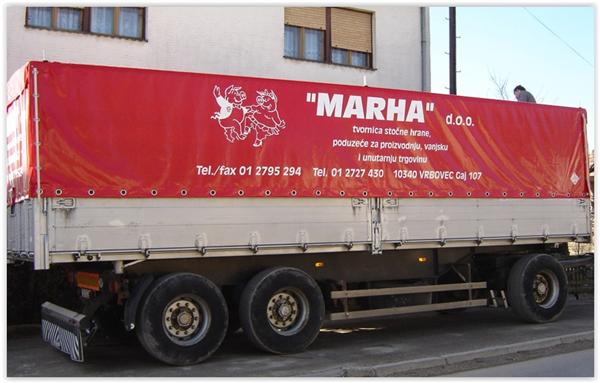 "MARHA" d.o.o.
tvornica stočne hrane,
poduzeće za proizvodnju, vanjsku
i unutarnju trgovinu
Tel./fax 01 2795 294 Tel. 01 2727 430 10340 VRBOVEC Gaj 107